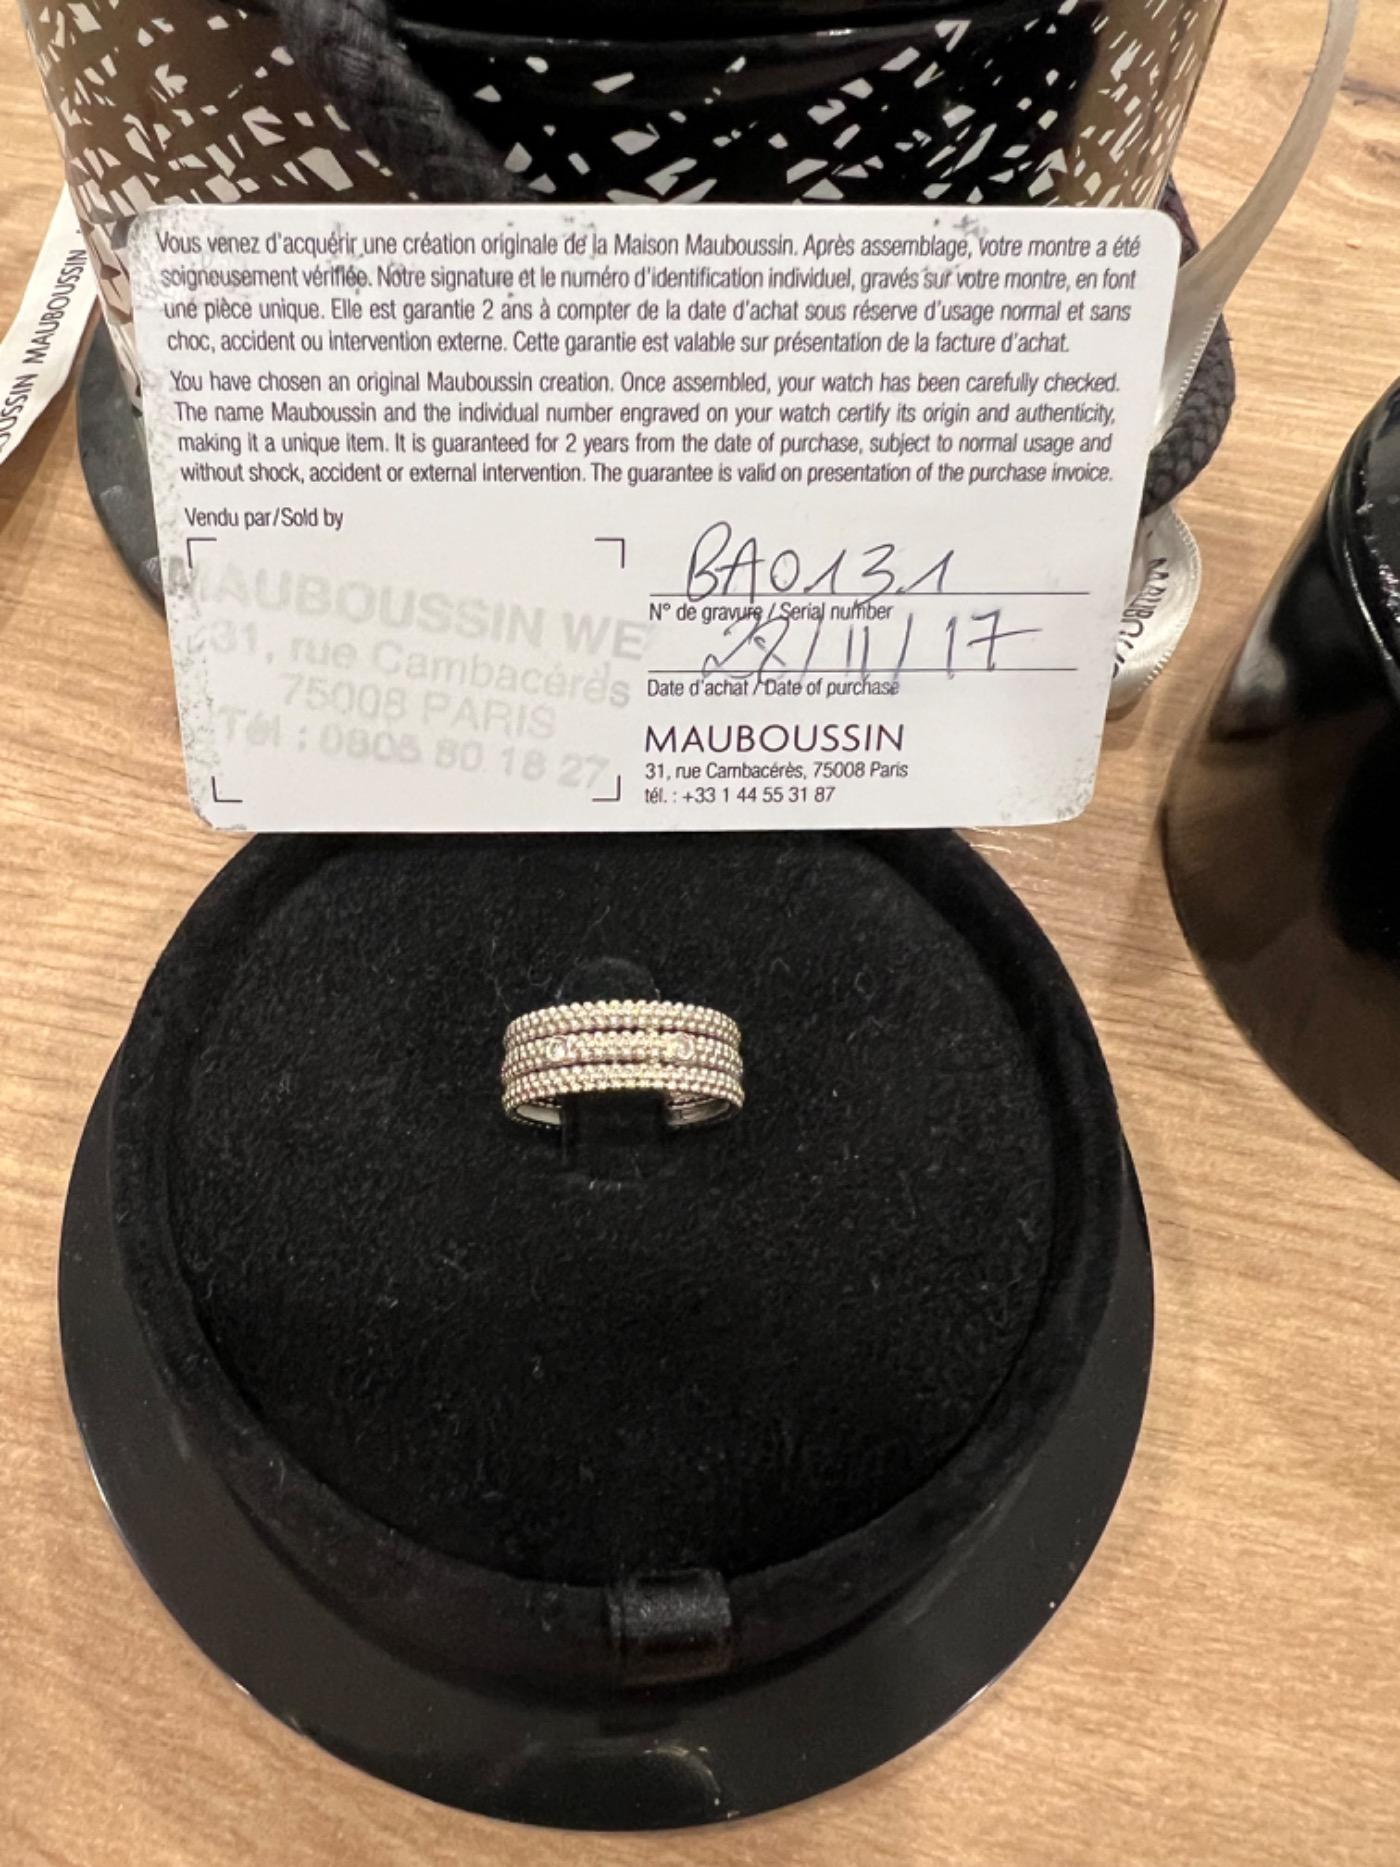 Vous venez d'acquérir une création originale de la Maison Mauboussin. Après assemblage, votre montre a été
soigneusement vérifiée. Notre signature et le numéro d'identification individuel, gravés sur votre montre, en font
une pièce unique. Elle est garantie 2 ans à compter de la date d'achat sous réserve d'usage normal et sans
choc, accident ou intervention externe. Cette garantie est valable sur présentation de la facture d'achat.
You have chosen an original Mauboussin creation. Once assembled, your watch has been carefully checked.
The name Mauboussin and the individual number engraved on your watch certify its origin and authenticity,
making it a unique item. It is guaranteed for 2 years from the date of purchase, subject to normal usage and
without shock, accident or external intervention. The guarantee is valid on presentation of the purchase invoice.
Vendu par/Sold by
MAUBOUSSIN WE
31, rue Cambacérès
75008 PARIS
Tél : 0805 80 18 27
BA0131
N° de gravure / Serial number
/11/17
Date d'achat / Date of purchase
MAUBOUSSIN
31, rue Cambacérès, 75008 Paris
tél. : +33 1 44 55 31 87
MAUBOUSSIN